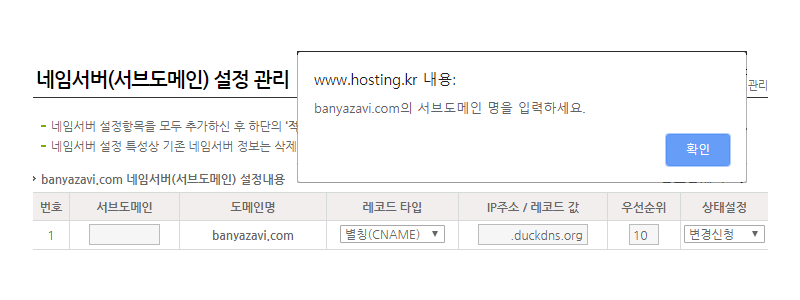 www.hosting.kr 내용:
banyazavi.com의 서브도메인 명을 입력하세요.
확인
네임서버(서브도메인) 설정 관리
관리
네임서버 설정항목을 모두 추가하신 후 하단의 '적
네임서버 설정 특성상 기존 네임서버 정보는 삭제
banyazavi.com 네임서버(서브도메인) 설정내용
번호 서브도메인 도메인명 레코드 타입 IP주소 / 레코드 값 우선순위 상태설정
1 banyazavi.com 별칭(CNAME) .duckdns.org 10 변경신청